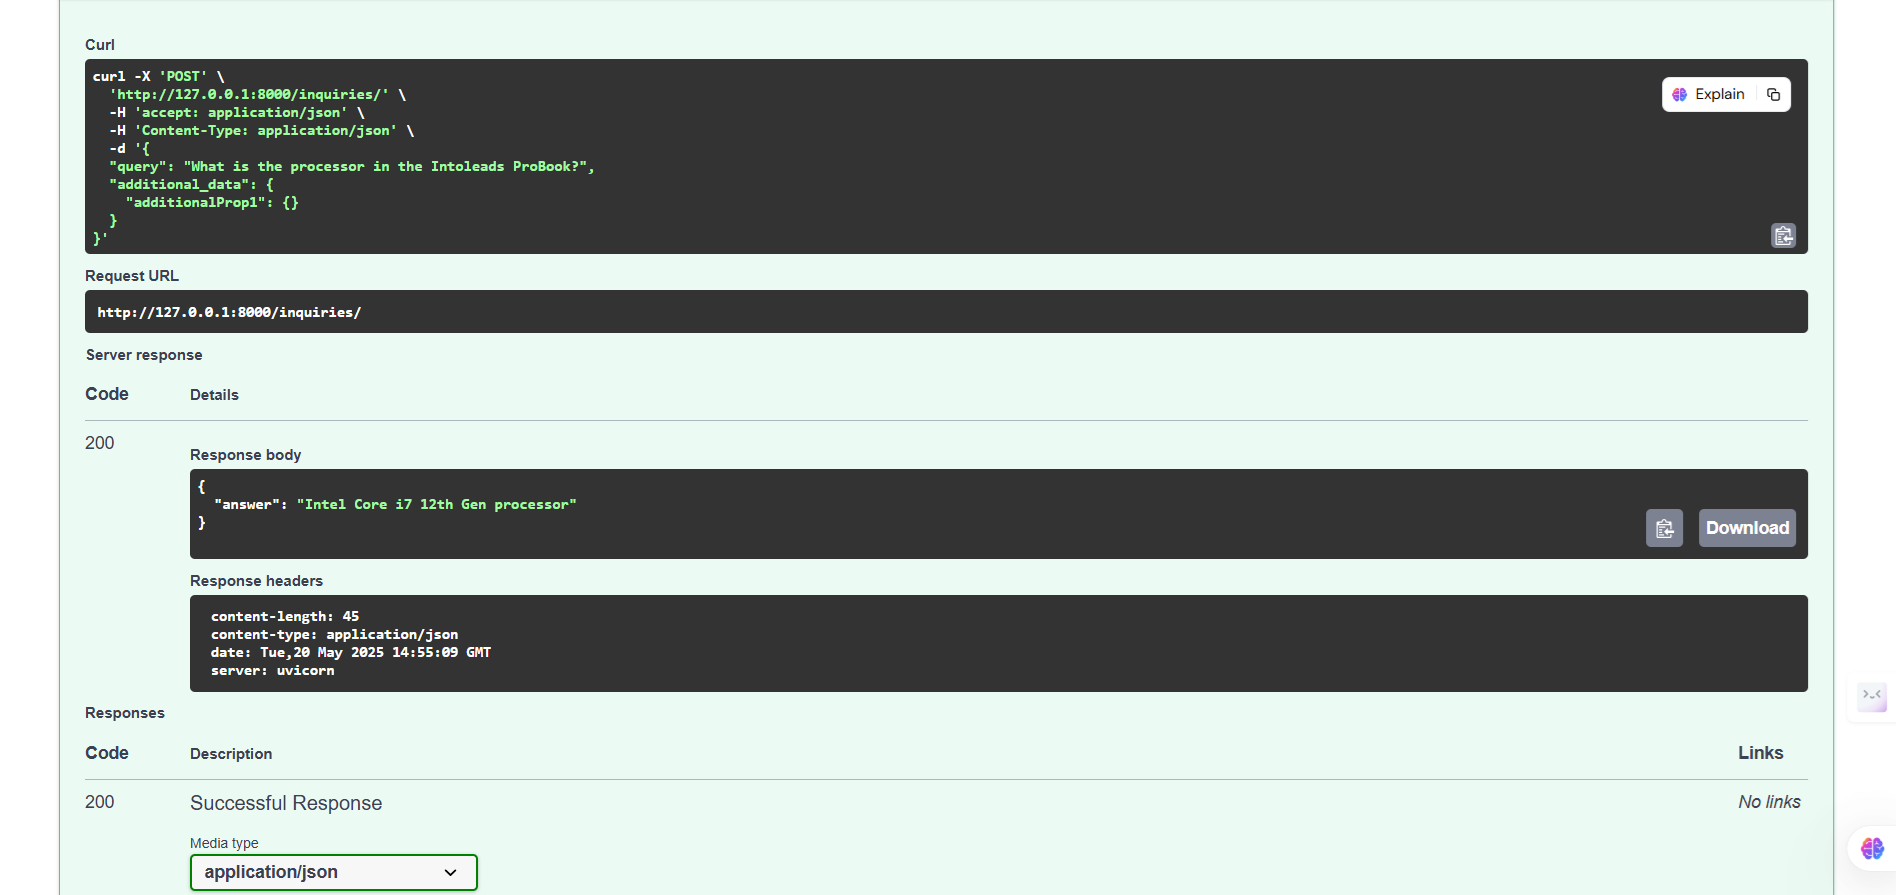 Curl
curl -X 'POST' \
'http://127.0.0.1:8000/inquiries/' \
-H 'accept: application/json' \
-H 'Content-Type: application/json' \
-d '{
"query": "What is the processor in the Intoleads ProBook?",
"additional_data": {
"additionalProp1": {}
}
}'
Explain
Request URL
http://127.0.0.1:8000/inquiries/
Server response
Code Details
200
Response body
{
"answer": "Intel Core i7 12th Gen processor"
}
Download
Response headers
content-length: 45
content-type: application/json
date: Tue,20 May 2025 14:55:09 GMT
server: uvicorn
Responses
Code Description Links
200 Successful Response No links
Media type
application/json